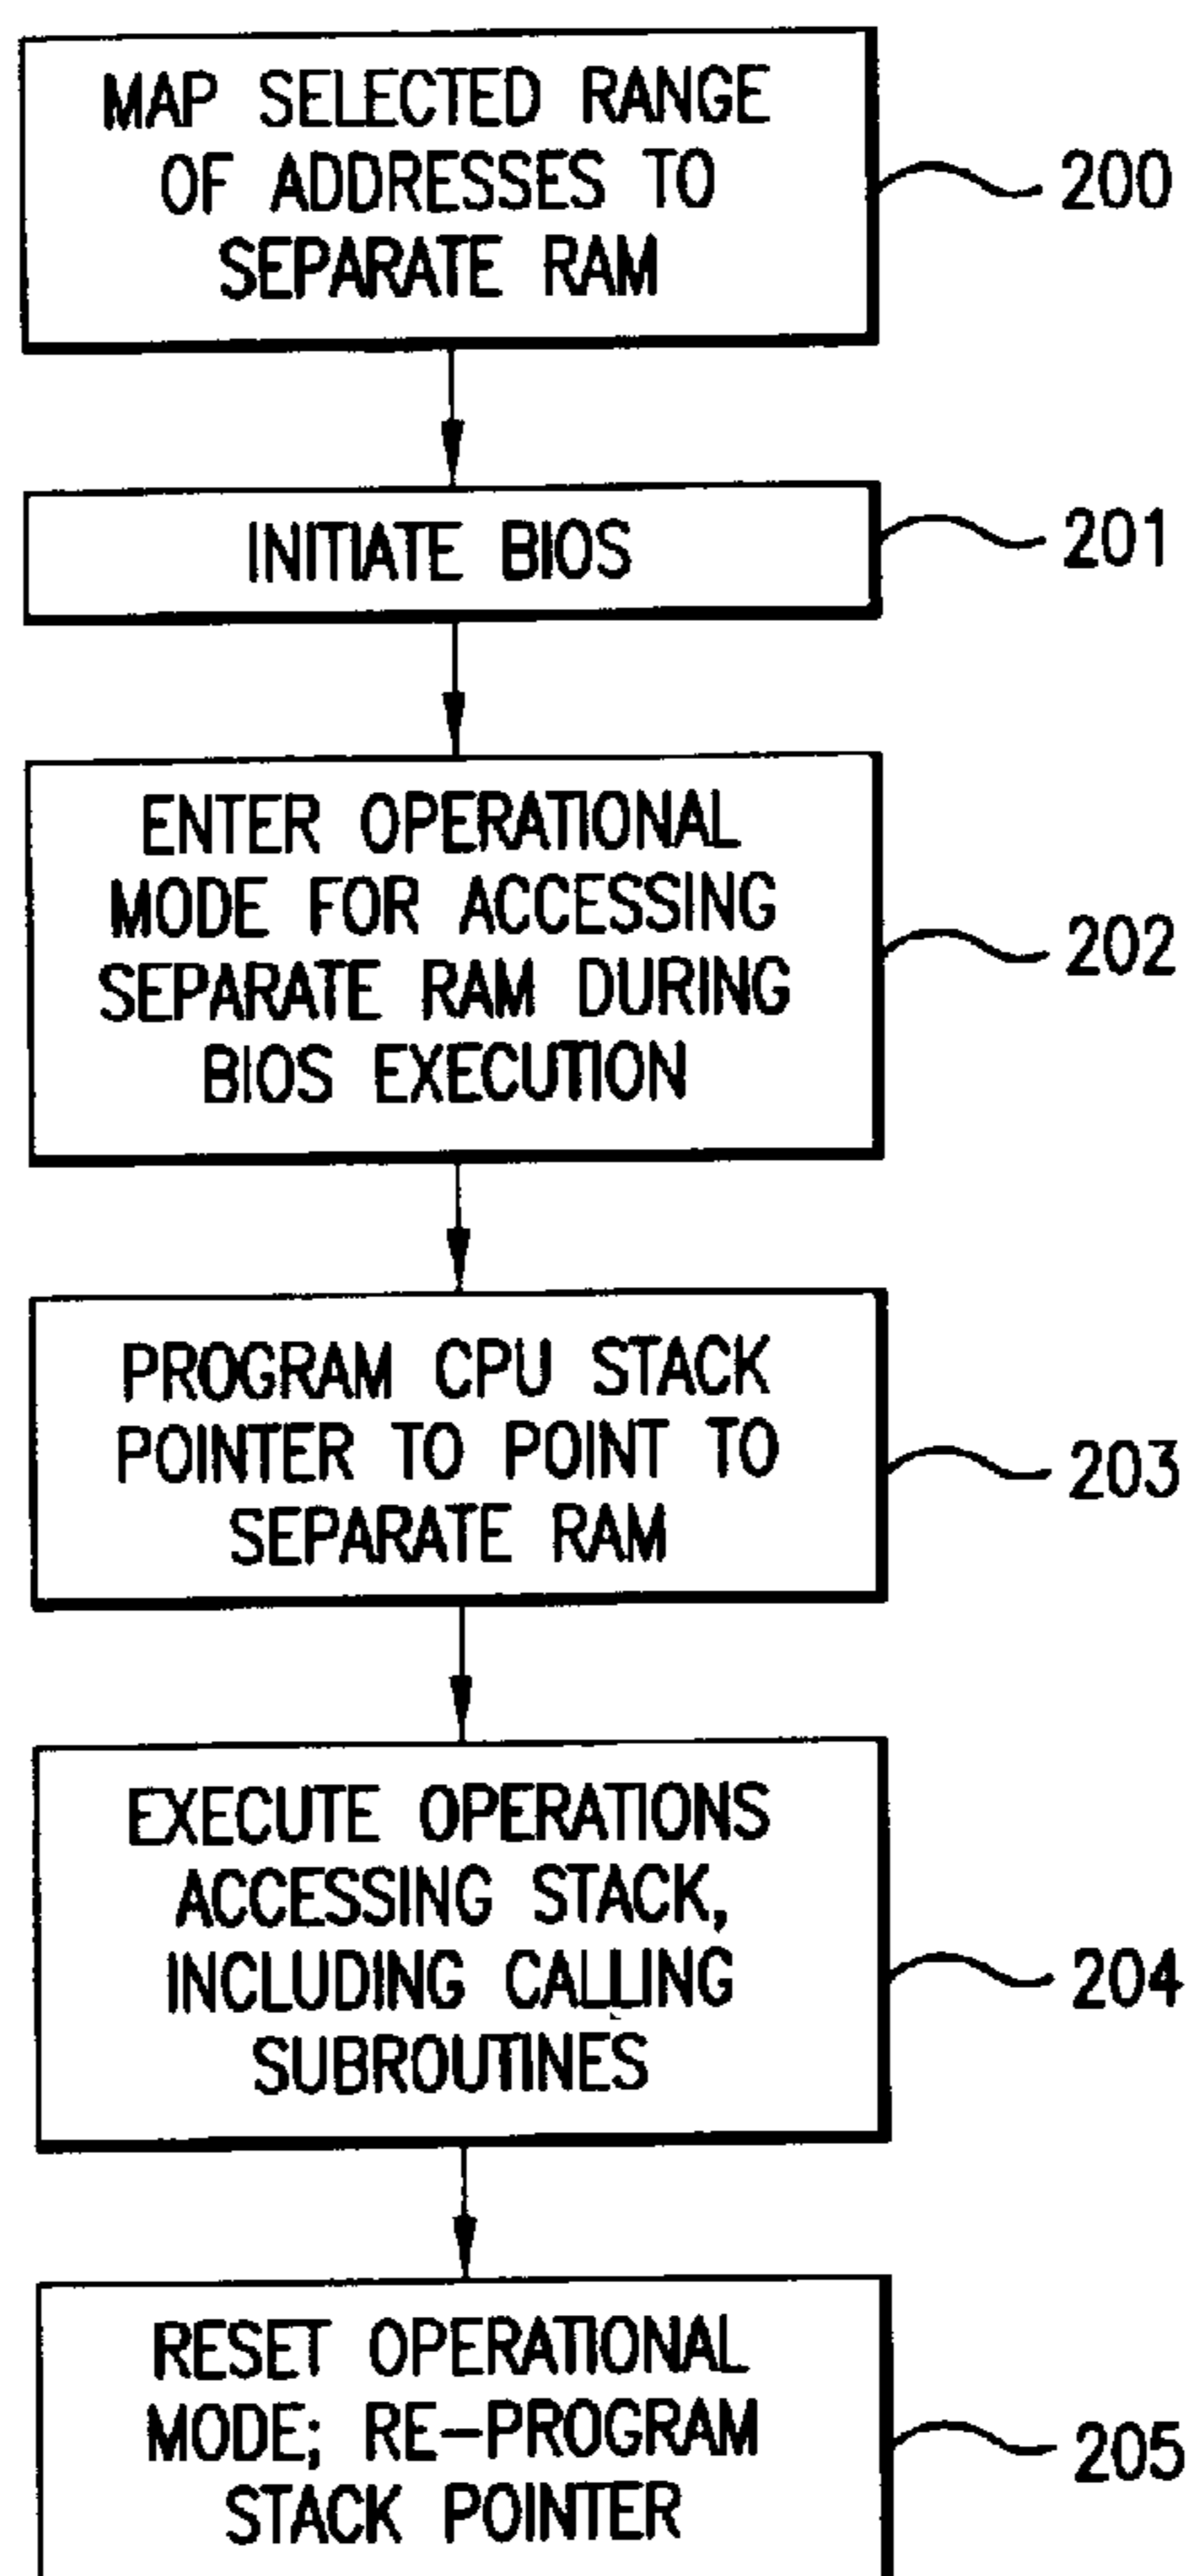 MAP SELECTED RANGE
OF ADDRESSES TO
SEPARATE RAM
200
INITIATE BIOS
201
ENTER OPERATIONAL
MODE FOR ACCESSING
SEPARATE RAM DURING
BIOS EXECUTION
202
PROGRAM CPU STACK
POINTER TO POINT TO
SEPARATE RAM
203
EXECUTE OPERATIONS
ACCESSING STACK,
INCLUDING CALLING
SUBROUTINES
204
RESET OPERATIONAL
MODE; RE-PROGRAM
STACK POINTER
205